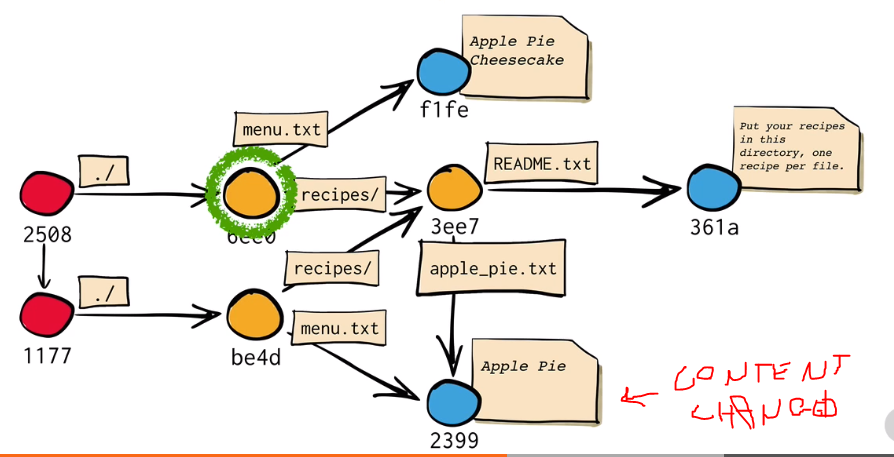 Apple Pie
Cheesecake
f1fe
menu.txt
Put your recipes
in this
directory, one
recipe per file.
README.txt
./
recipes/
2508
6ee0
3ee7
361a
recipes/
apple_pie.txt
./
menu.txt
1177
be4d
Apple Pie
2399
CONTENT
CHANGED